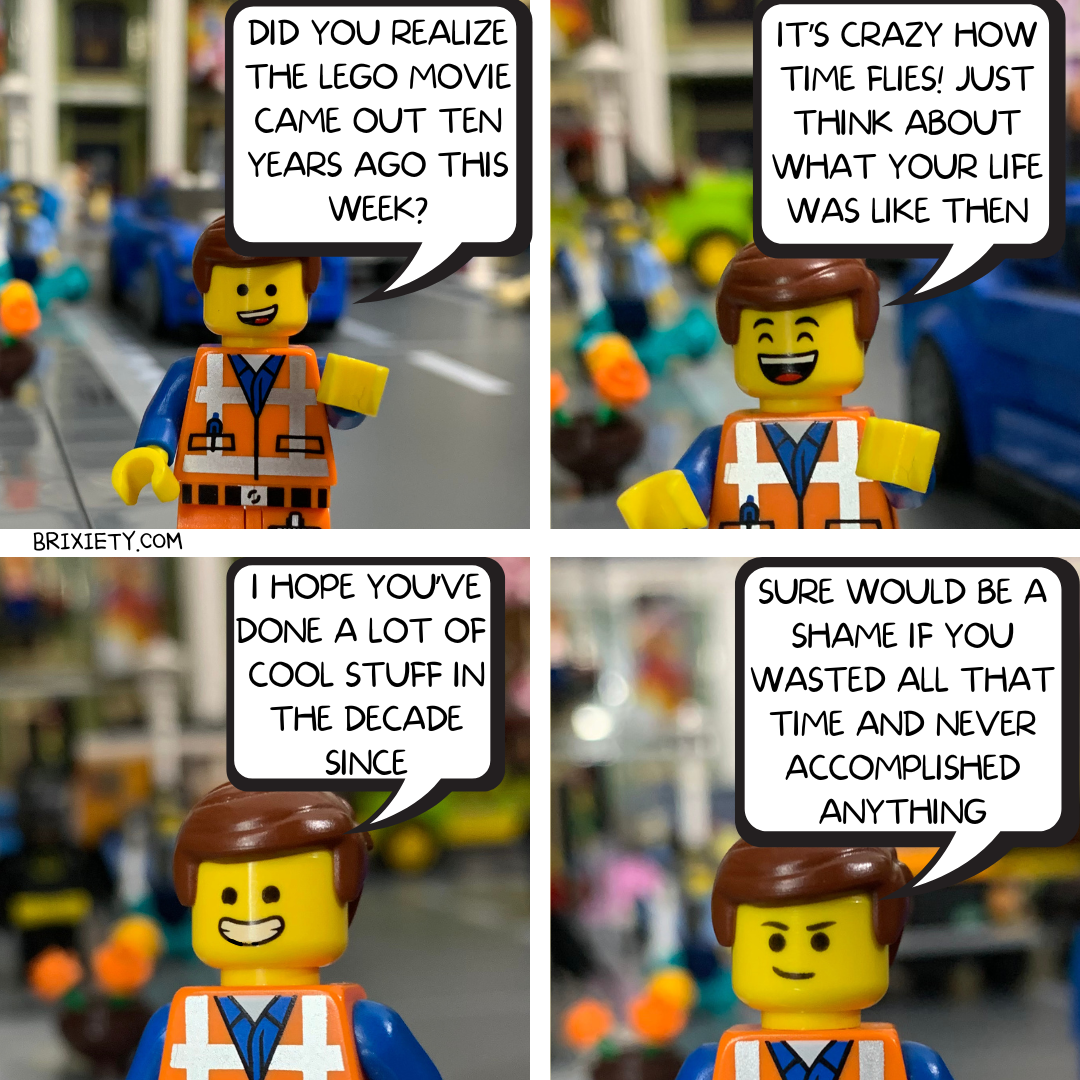 DID YOU REALIZE
THE LEGO MOVIE
CAME OUT TEN
YEARS AGO THIS
WEEK?
IT'S CRAZY HOW
TIME FLIES! JUST
THINK ABOUT
WHAT YOUR LIFE
WAS LIKE THEN
BRIXIETY.COM
I HOPE YOU'VE
DONE A LOT OF
COOL STUFF IN
THE DECADE
SINCE
SURE WOULD BE A
SHAME IF YOU
WASTED ALL THAT
TIME AND NEVER
ACCOMPLISHED
ANYTHING